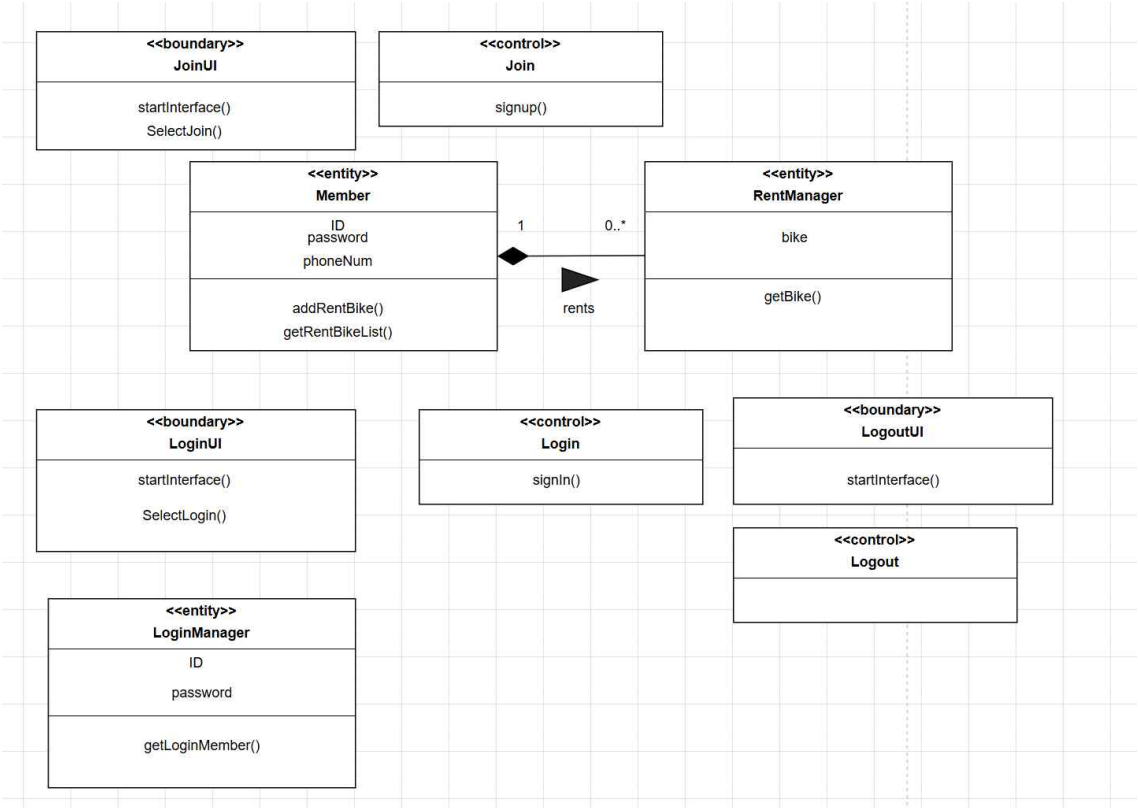 <<boundary>>
JoinUI
startInterface()
SelectJoin()
<<control>>
Join
signup()
<<entity>>
Member
ID
password
phoneNum
addRentBike()
getRentBikeList()
1
0..*
rents
<<entity>>
RentManager
bike
getBike()
<<boundary>>
LoginUI
startInterface()
SelectLogin()
<<control>>
Login
signIn()
<<boundary>>
LogoutUI
startInterface()
<<control>>
Logout
<<entity>>
LoginManager
ID
password
getLoginMember()